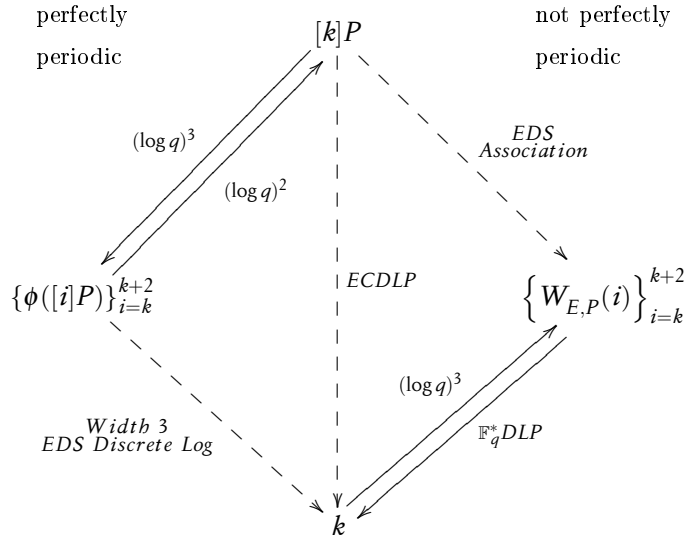 perfectly
periodic
not perfectly
periodic
[k]P
(log q)^3
(log q)^2
EDS
Association
{ϕ([i]P)}_{i=k}^{k+2}
ECDLP
{W_{E,P}(i)}_{i=k}^{k+2}
(log q)^3
𝔽_q^* DLP
Width 3
EDS Discrete Log
k